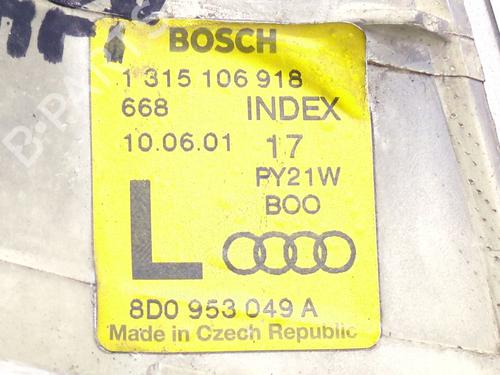 BOSCH
1 315 106 918
668 INDEX
10.06.01 17
PY21W
BOO
L
8D0 953 049 A
Made in Czech Republic
B-PARTS